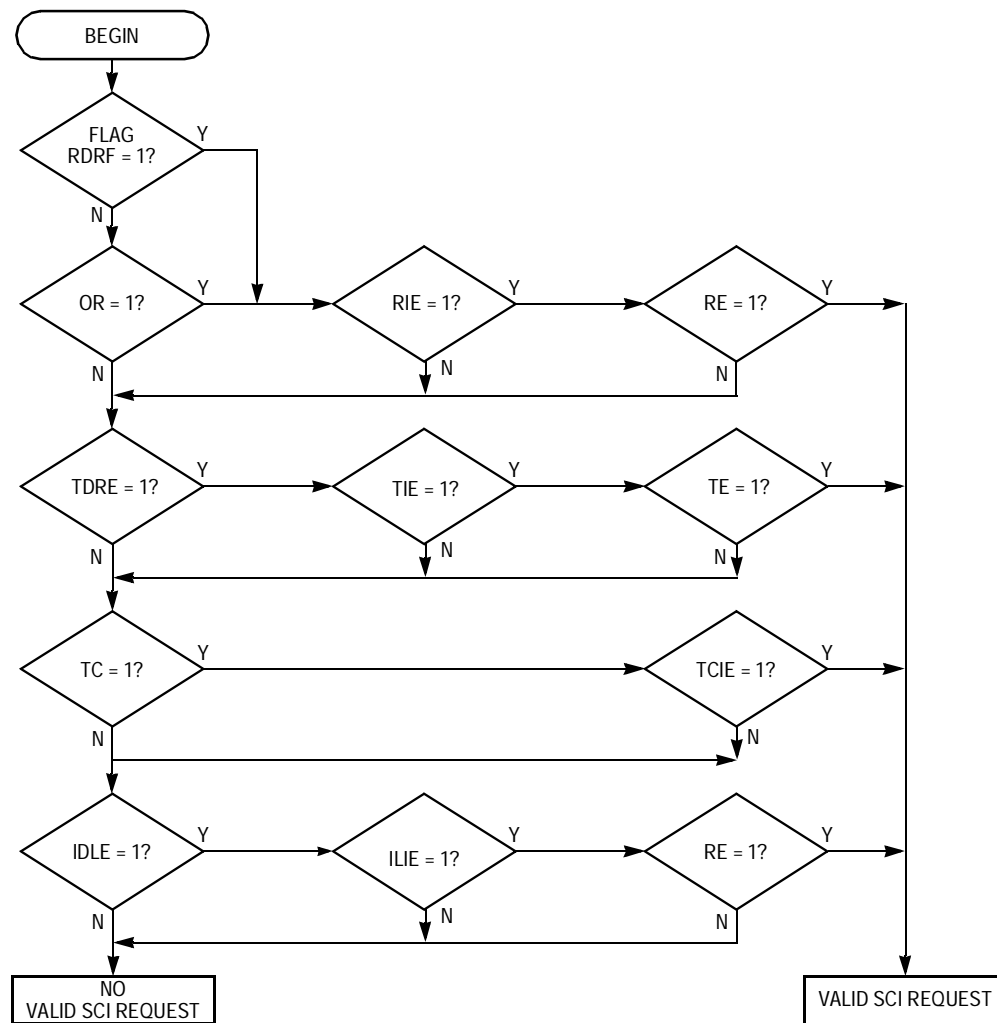 BEGIN
FLAG
RDRF = 1?
Y
N
OR = 1?
Y
RIE = 1?
Y
RE = 1?
Y
N
N
N
TDRE = 1?
Y
TIE = 1?
Y
TE = 1?
Y
N
N
N
TC = 1?
Y
TCIE = 1?
Y
N
N
IDLE = 1?
Y
ILIE = 1?
Y
RE = 1?
Y
N
N
N
NO
VALID SCI REQUEST
VALID SCI REQUEST